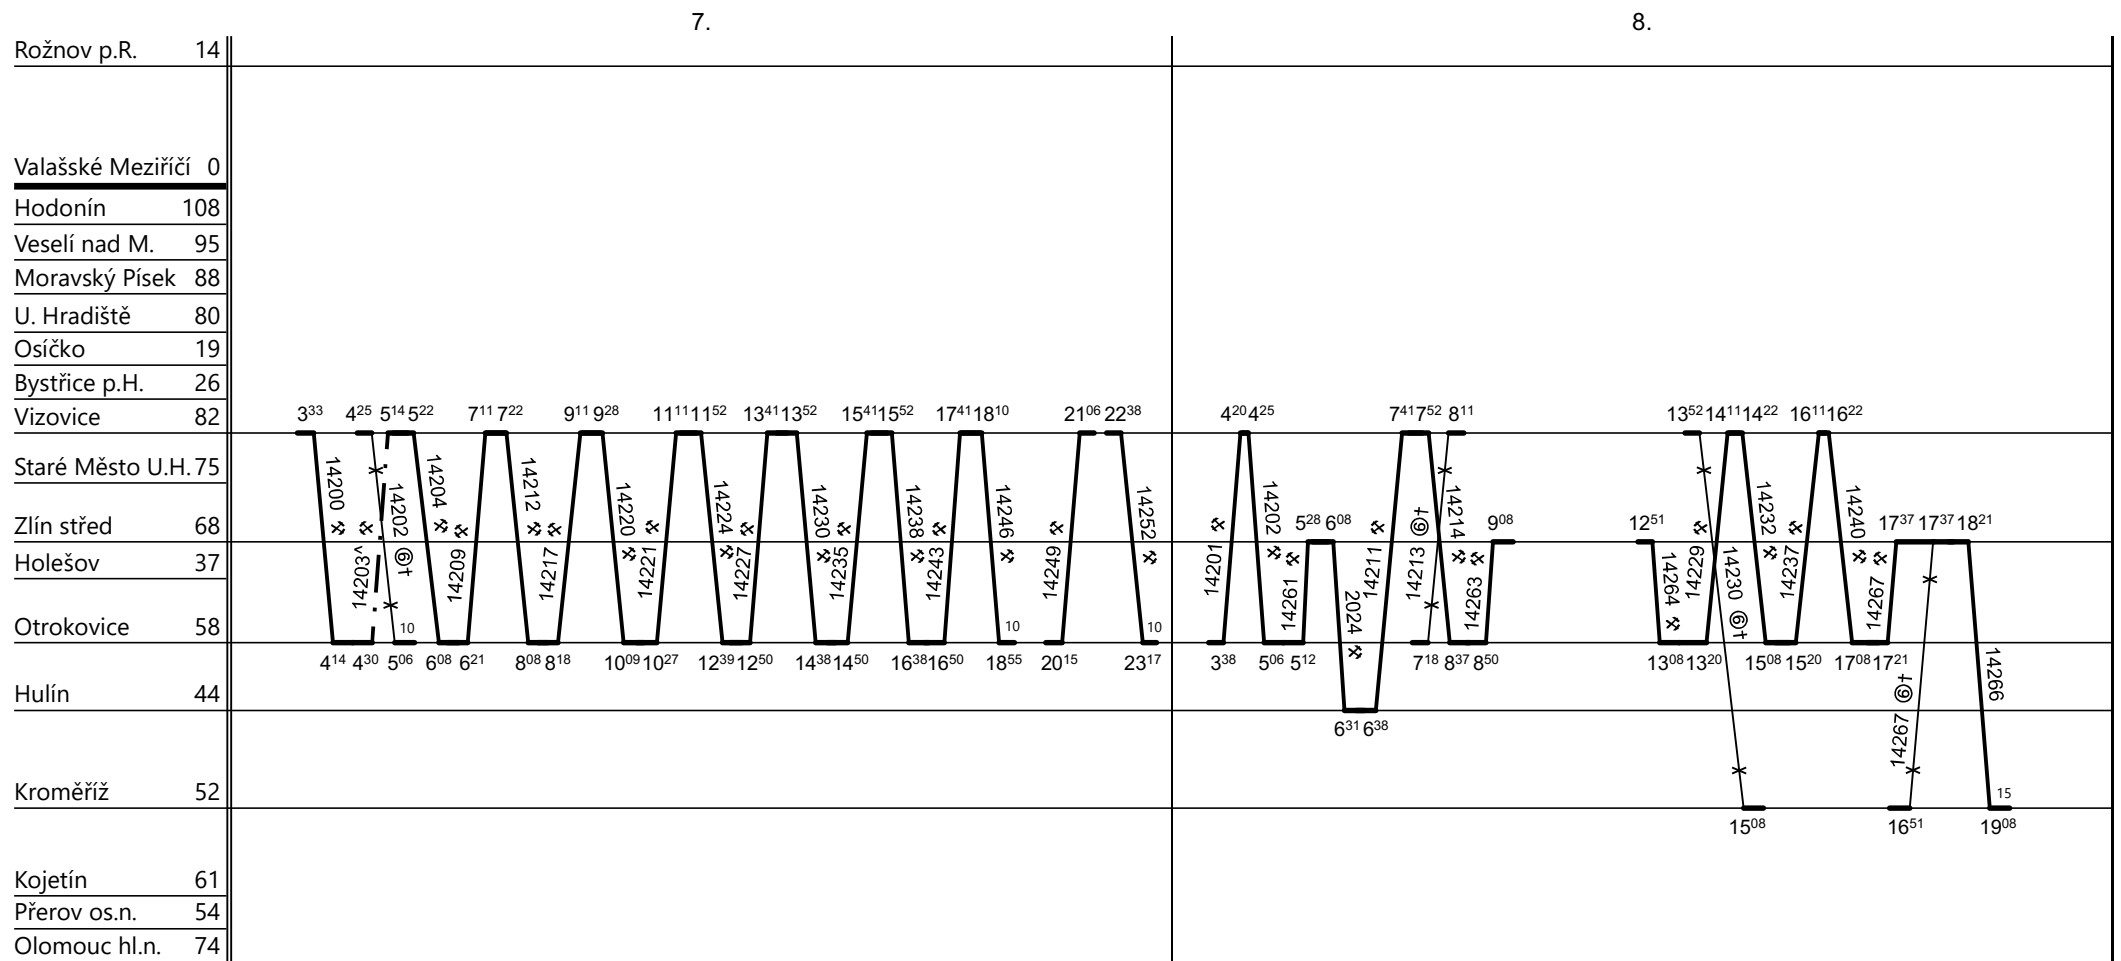 7. 8.
Rožnov p.R. 14
Valašské Meziříčí 0
Hodonín 108
Veselí nad M. 95
Moravský Písek 88
U. Hradiště 80
Osíčko 19
Bystřice p.H. 26
Vizovice 82
3³³ 4²⁵ 5¹⁴ 5²² 7¹¹ 7²² 9¹¹ 9²⁸ 11¹¹ 11⁵² 13⁴¹ 13⁵² 15⁴¹ 15⁵² 17⁴¹ 18¹⁰ 21⁰⁶ 22³⁸ 4²⁰ 4²⁵ 7⁴¹ 7⁵² 8¹¹ 13⁵² 14¹¹ 14²² 16¹¹ 16²²
Staré Město U.H. 75
14200 ⚒ 14203ᵛ ⚒ 14202 ⑥† 14204 ⚒ 14209 ⚒ 14212 ⚒ 14217 ⚒ 14220 ⚒ 14221 ⚒ 14224 ⚒ 14227 ⚒ 14230 ⚒ 14235 ⚒ 14238 ⚒ 14243 ⚒ 14246 ⚒ 14249 ⚒ 14252 ⚒
14201 ⚒ 14202 ⚒ 14261 ⚒ 2024 ⚒ 14211 ⚒ 14213 ⑥† 14214 ⚒ 14263 ⚒ 14264 ⚒ 14229 ⚒ 14230 ⑥† 14232 ⚒ 14237 ⚒ 14240 ⚒ 14267 ⚒ 14267 ⑥† 14266
Zlín střed 68
5²⁸ 6⁰⁸ 9⁰⁸ 12⁵¹ 17³⁷ 17³⁷ 18²¹
Holešov 37
Otrokovice 58
10 10 10
4¹⁴ 4³⁰ 5⁰⁶ 6⁰⁸ 6²¹ 8⁰⁸ 8¹⁸ 10⁰⁹ 10²⁷ 12³⁹ 12⁵⁰ 14³⁸ 14⁵⁰ 16³⁸ 16⁵⁰ 18⁵⁵ 20¹⁵ 23¹⁷ 3³⁸ 5⁰⁶ 5¹² 7¹⁸ 8³⁷ 8⁵⁰ 13⁰⁸ 13²⁰ 15⁰⁸ 15²⁰ 17⁰⁸ 17²¹
Hulín 44
6³¹ 6³⁸
Kroměříž 52
15
15⁰⁸ 16⁵¹ 19⁰⁸
Kojetín 61
Přerov os.n. 54
Olomouc hl.n. 74